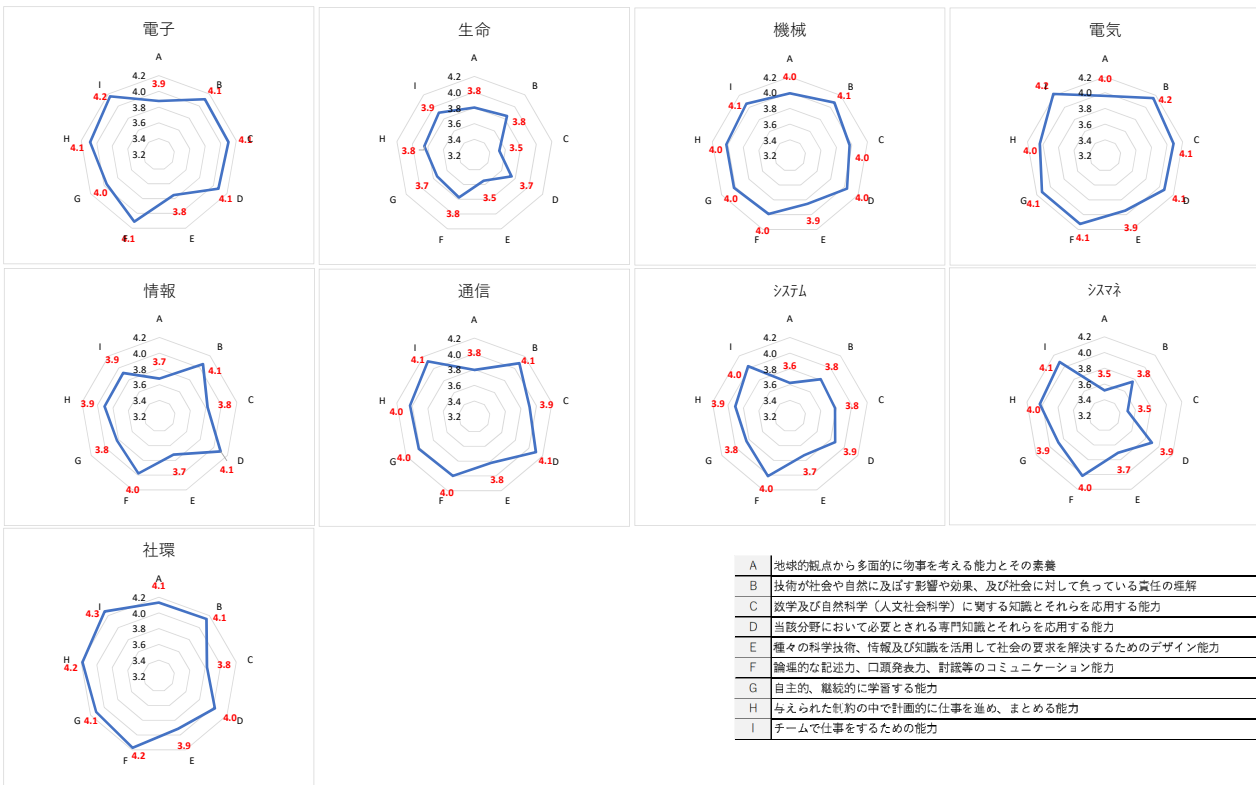 電子
A
B
C
D
E
F
G
H
I
4.2
4.0
3.8
3.6
3.4
3.2
3.9
4.1
4.1
4.1
3.8
4.1
4.0
4.1
4.2
生命
A
B
C
D
E
F
G
H
I
4.2
4.0
3.8
3.6
3.4
3.2
3.8
3.8
3.5
3.7
3.5
3.8
3.7
3.8
3.9
機械
A
B
C
D
E
F
G
H
I
4.2
4.0
3.8
3.6
3.4
3.2
4.0
4.1
4.0
4.0
3.9
4.0
4.0
4.0
4.1
電気
A
B
C
D
E
F
G
H
I
4.2
4.0
3.8
3.6
3.4
3.2
4.0
4.2
4.1
4.1
3.9
4.1
4.1
4.0
4.2
情報
A
B
C
D
E
F
G
H
I
4.2
4.0
3.8
3.6
3.4
3.2
3.7
4.1
3.8
4.1
3.7
4.0
3.8
3.9
3.9
通信
A
B
C
D
E
F
G
H
I
4.2
4.0
3.8
3.6
3.4
3.2
3.8
4.1
3.9
4.1
3.8
4.0
4.0
4.0
4.1
ｼｽﾃﾑ
A
B
C
D
E
F
G
H
I
4.2
4.0
3.8
3.6
3.4
3.2
3.6
3.8
3.8
3.9
3.7
4.0
3.8
3.9
4.0
ｼｽﾏﾈ
A
B
C
D
E
F
G
H
I
4.2
4.0
3.8
3.6
3.4
3.2
3.5
3.8
3.5
3.9
3.7
4.0
3.9
4.0
4.1
社環
A
B
C
D
E
F
G
H
I
4.2
4.0
3.8
3.6
3.4
3.2
4.1
4.1
3.8
4.0
3.9
4.2
4.1
4.2
4.3
A 地球的観点から多面的に物事を考える能力とその素養
B 技術が社会や自然に及ぼす影響や効果、及び社会に対して負っている責任の理解
C 数学及び自然科学（人文社会科学）に関する知識とそれらを応用する能力
D 当該分野において必要とされる専門知識とそれらを応用する能力
E 種々の科学技術、情報及び知識を活用して社会の要求を解決するためのデザイン能力
F 論理的な記述力、口頭発表力、討議等のコミュニケーション能力
G 自主的、継続的に学習する能力
H 与えられた制約の中で計画的に仕事を進め、まとめる能力
I チームで仕事をするための能力